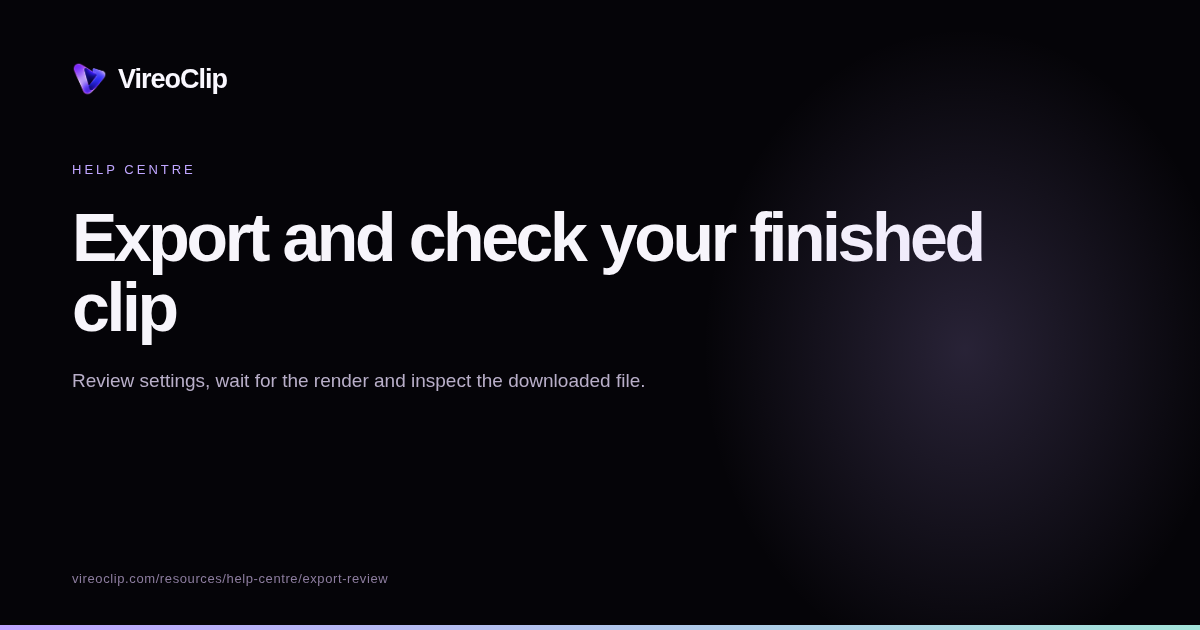 VireoClip
HELP CENTRE
Export and check your finished
clip
Review settings, wait for the render and inspect the downloaded file.
vireoclip.com/resources/help-centre/export-review